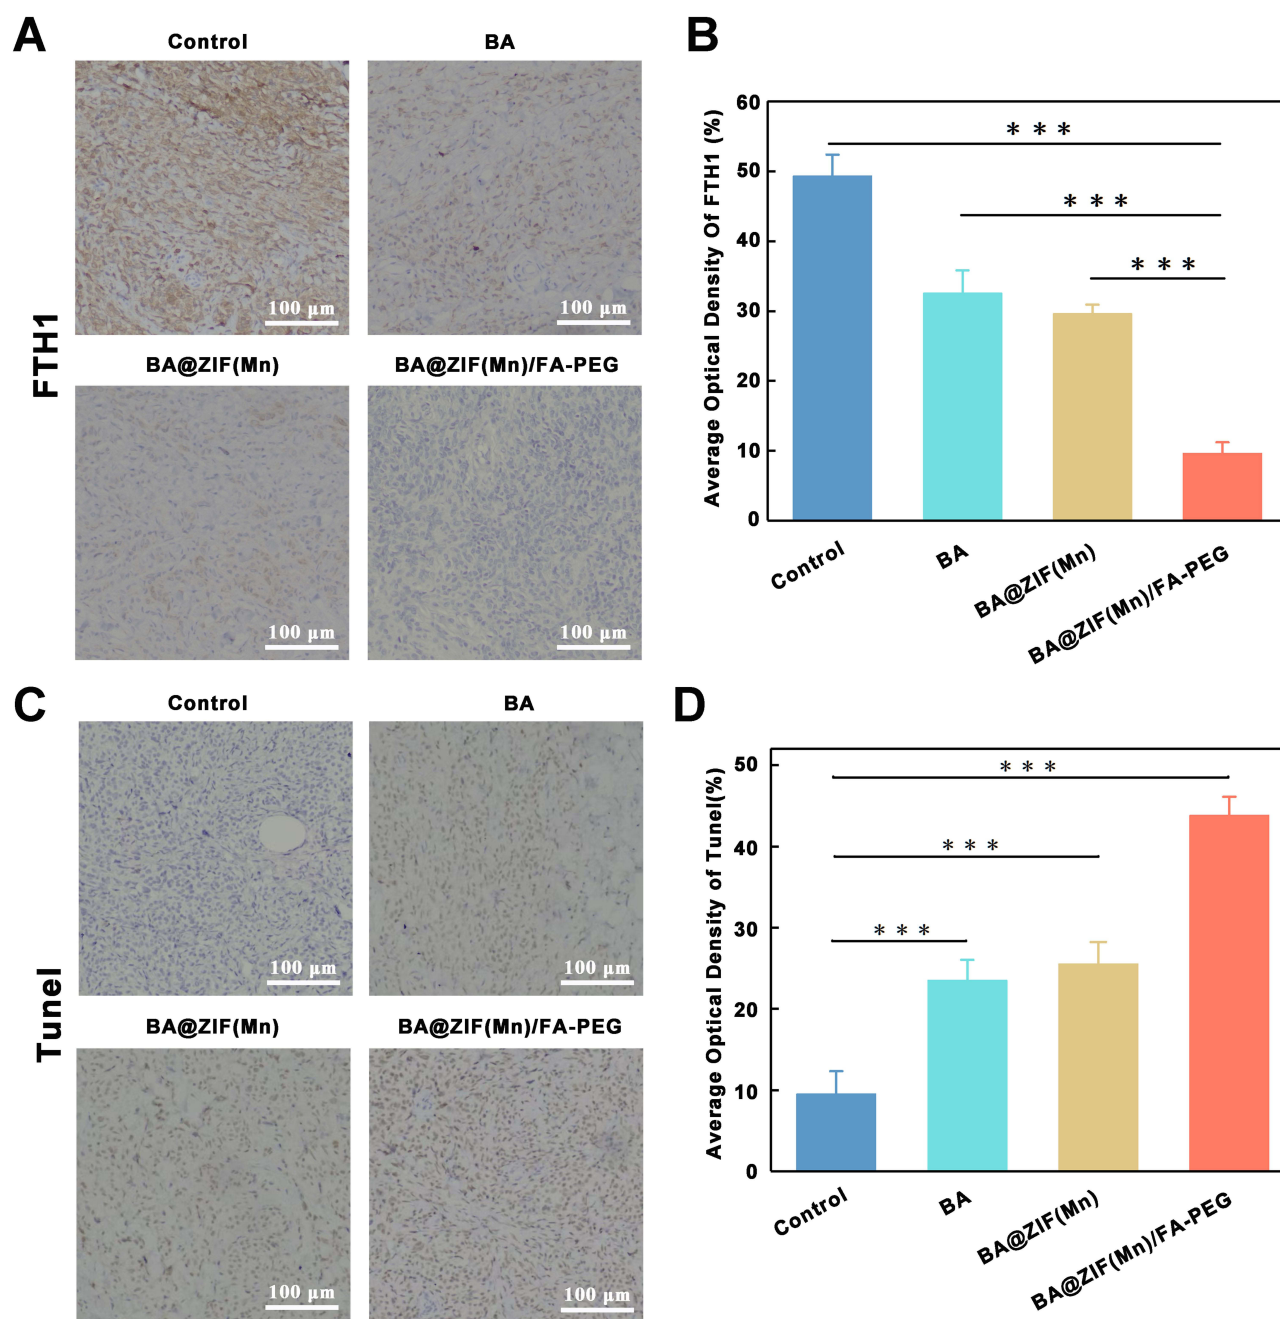 A
Control
BA
100 µm
100 µm
FTH1
BA@ZIF(Mn)
BA@ZIF(Mn)/FA-PEG
100 µm
100 µm
B
Average Optical Density Of FTH1 (%)
60
50
40
30
20
10
0
***
***
***
Control
BA
BA@ZIF(Mn)
BA@ZIF(Mn)/FA-PEG
C
Control
BA
100 µm
100 µm
Tunel
BA@ZIF(Mn)
BA@ZIF(Mn)/FA-PEG
100 µm
100 µm
D
Average Optical Density of Tunel(%)
50
40
30
20
10
0
***
***
***
Control
BA
BA@ZIF(Mn)
BA@ZIF(Mn)/FA-PEG